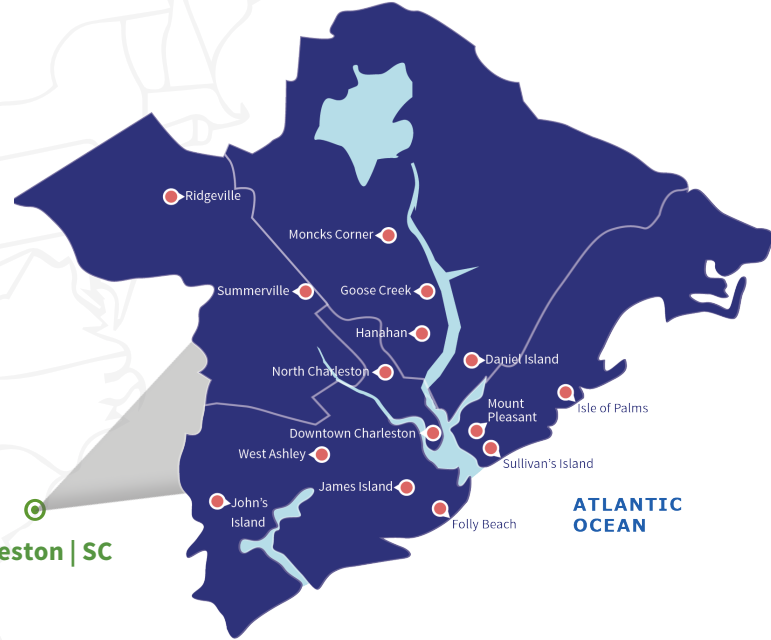 Ridgeville
Moncks Corner
Summerville
Goose Creek
Hanahan
Daniel Island
North Charleston
Mount
Pleasant
Isle of Palms
Downtown Charleston
West Ashley
Sullivan's Island
James Island
John's
Island
Folly Beach
ATLANTIC
OCEAN
eston | SC